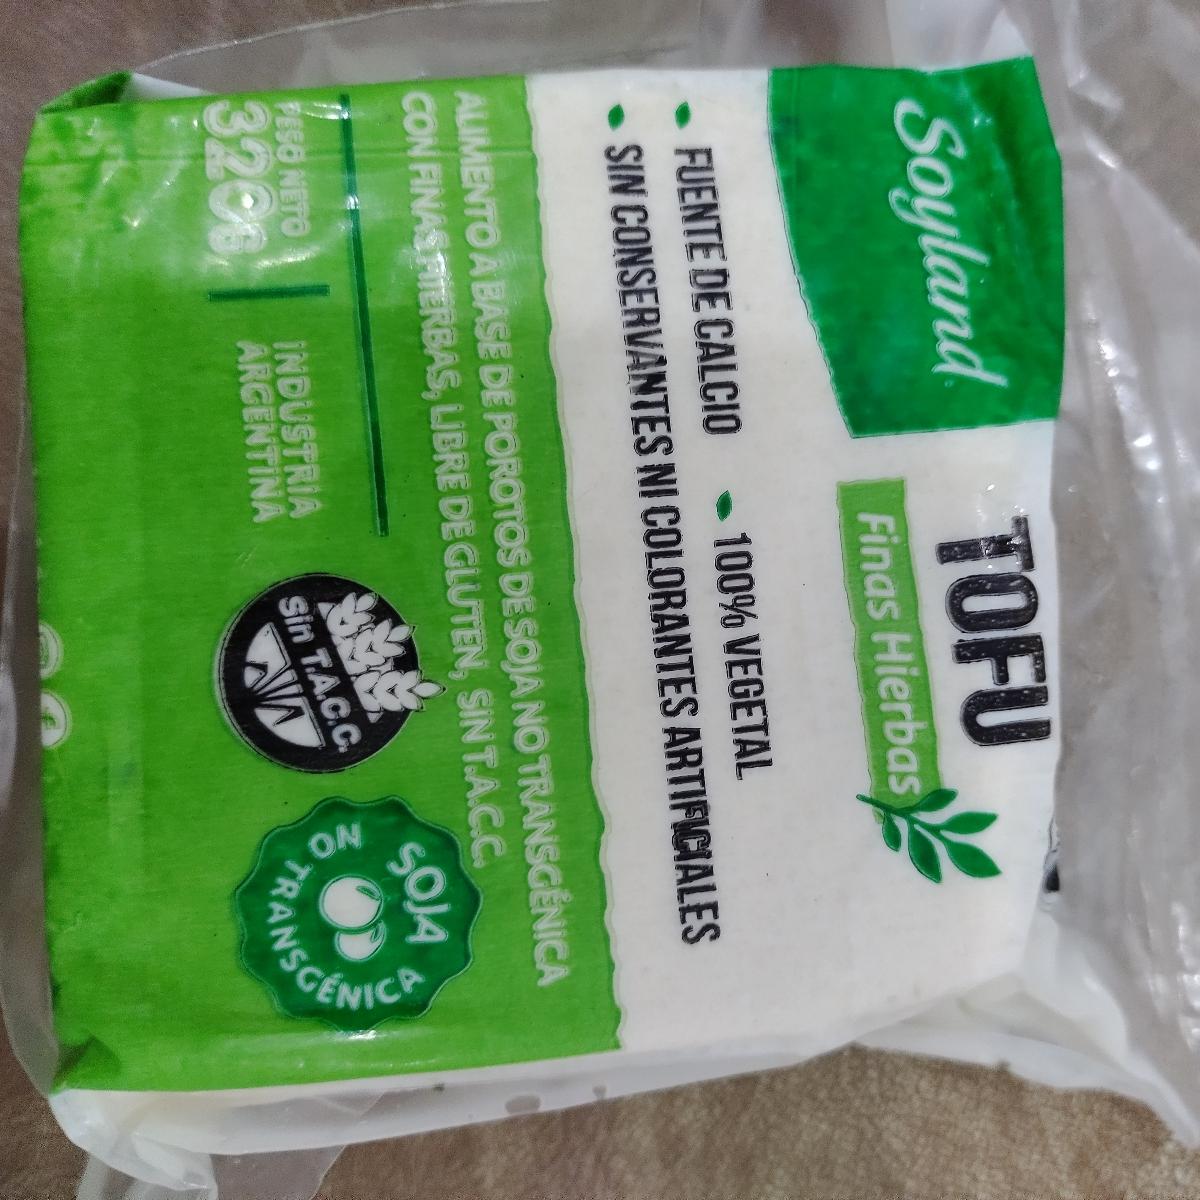 Soyland
TOFU
Finas Hierbas
FUENTE DE CALCIO
100% VEGETAL
SIN CONSERVANTES NI COLORANTES ARTIFICIALES
ALIMENTO A BASE DE POROTOS DE SOJA NO TRANSGÉNICA
CON FINAS HIERBAS, LIBRE DE GLUTEN, SIN T.A.C.C.
PESO NETO
320G
INDUSTRIA
ARGENTINA
Sin T.A.C.C.
SOJA
NO TRANSGÉNICA